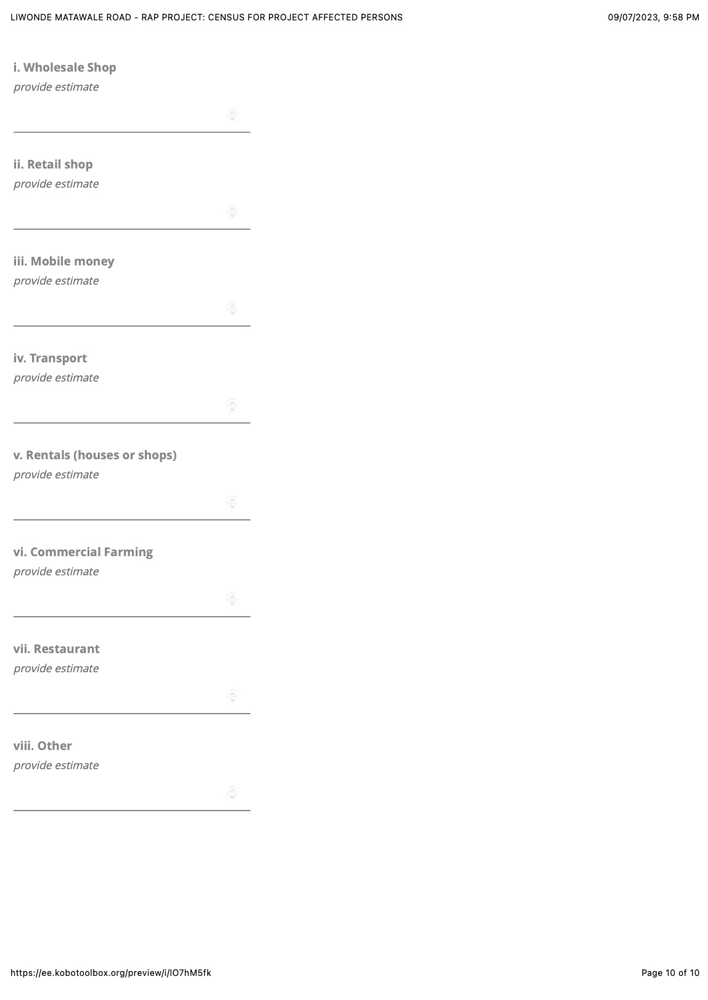 LIWONDE MATAWALE ROAD - RAP PROJECT: CENSUS FOR PROJECT AFFECTED PERSONS 09/07/2023, 9:58 PM
i. Wholesale Shop
provide estimate
ii. Retail shop
provide estimate
iii. Mobile money
provide estimate
iv. Transport
provide estimate
v. Rentals (houses or shops)
provide estimate
vi. Commercial Farming
provide estimate
vii. Restaurant
provide estimate
viii. Other
provide estimate
https://ee.kobotoolbox.org/preview/i/lO7hM5fk Page 10 of 10